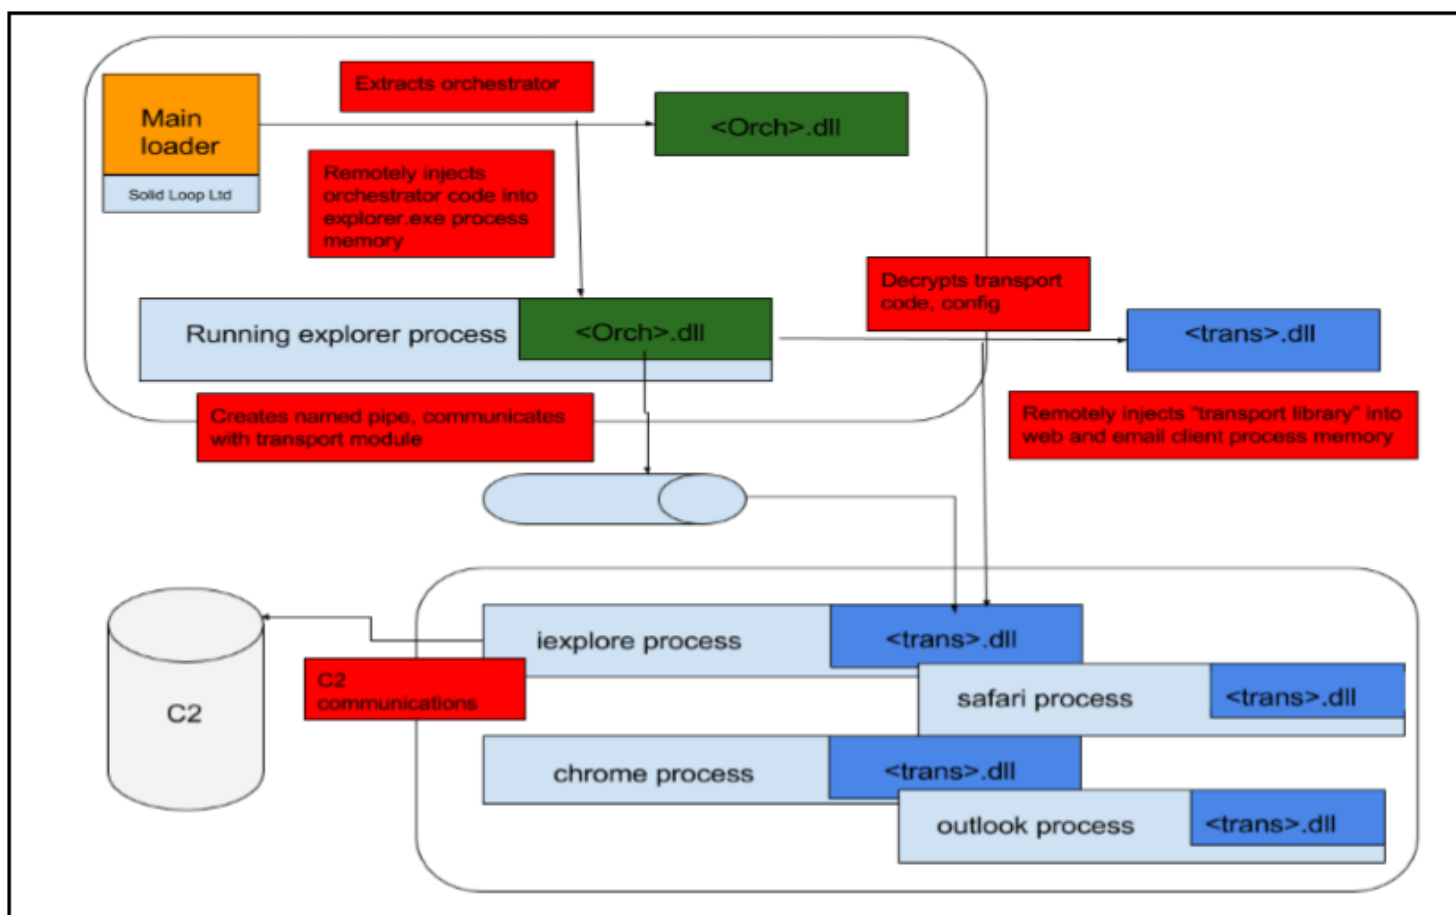 Extracts orchestrator
Main
loader
Solid Loop Ltd
<Orch>.dll
Remotely injects
orchestrator code into
explorer.exe process
memory
Decrypts transport
code, config
Running explorer process
<Orch>.dll
<trans>.dll
Creates named pipe, communicates
with transport module
Remotely injects “transport library” into
web and email client process memory
iexplore process
<trans>.dll
C2
communications
safari process
<trans>.dll
C2
chrome process
<trans>.dll
outlook process
<trans>.dll